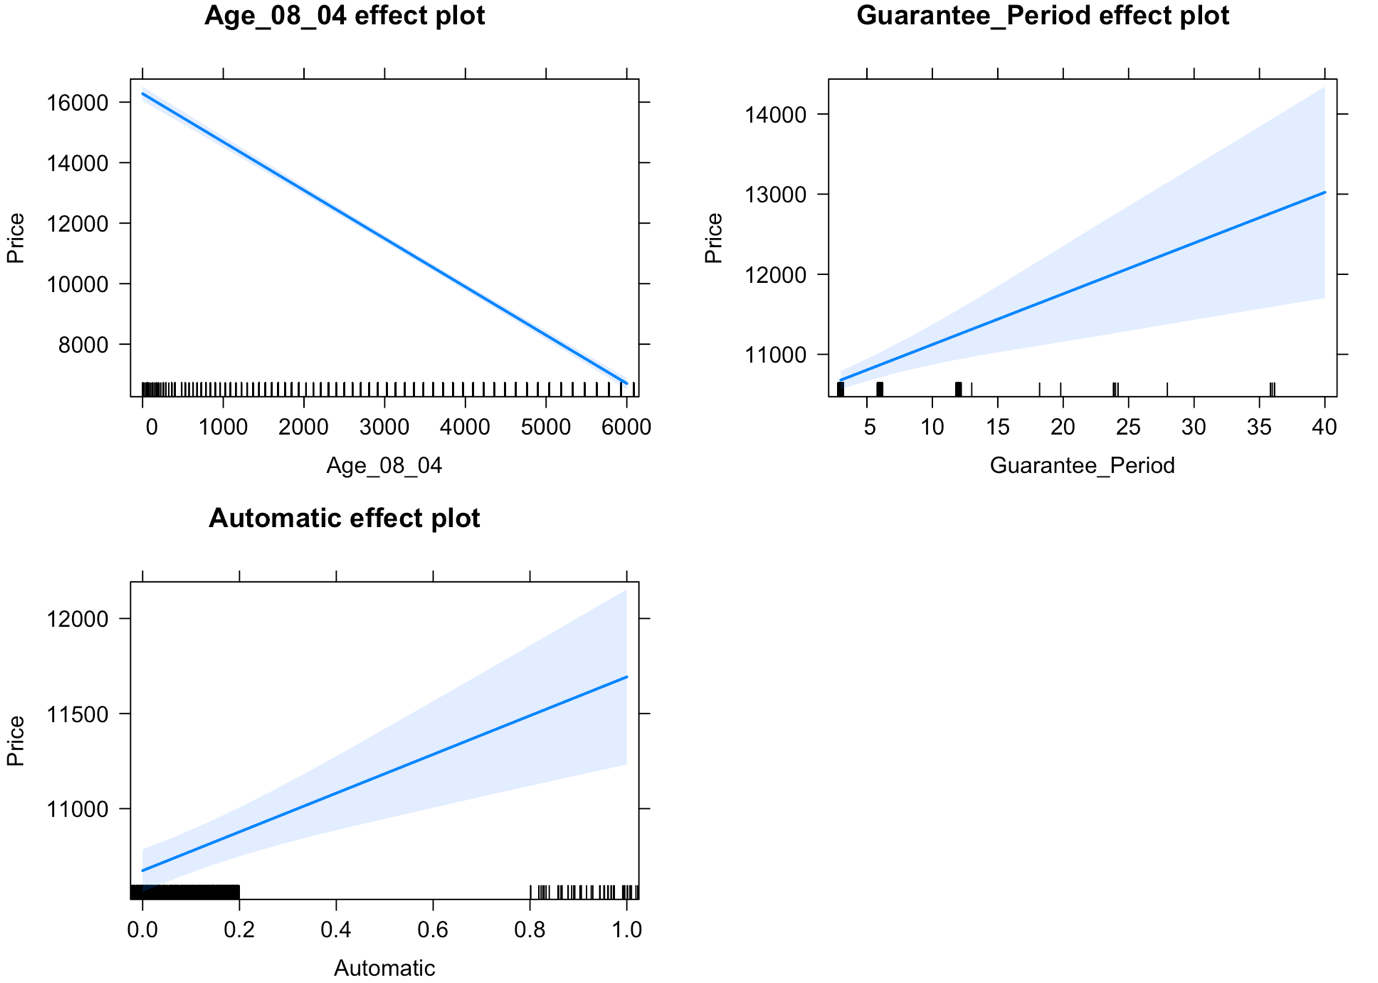 Age_08_04 effect plot
Price
16000
14000
12000
10000
8000
0 1000 2000 3000 4000 5000 6000
Age_08_04
Guarantee_Period effect plot
Price
14000
13000
12000
11000
5 10 15 20 25 30 35 40
Guarantee_Period
Automatic effect plot
Price
12000
11500
11000
0.0 0.2 0.4 0.6 0.8 1.0
Automatic